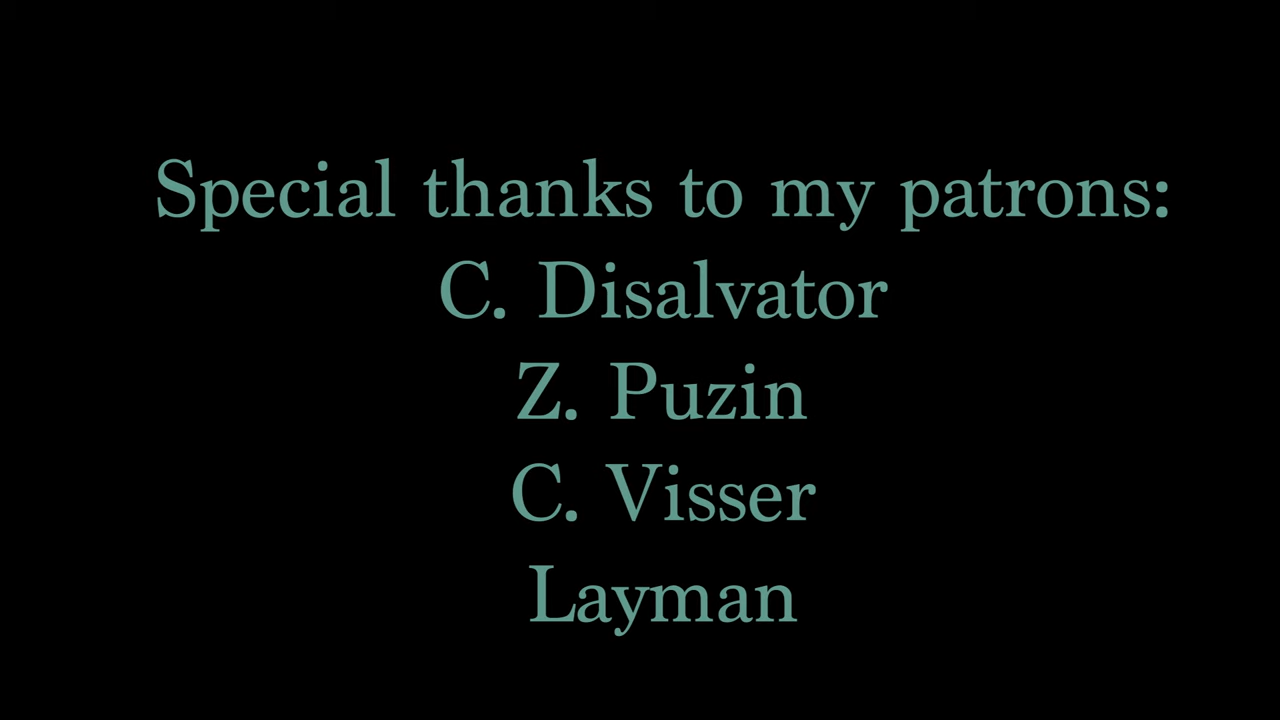 Special thanks to my patrons:
C. Disalvator
Z. Puzin
C. Visser
Layman